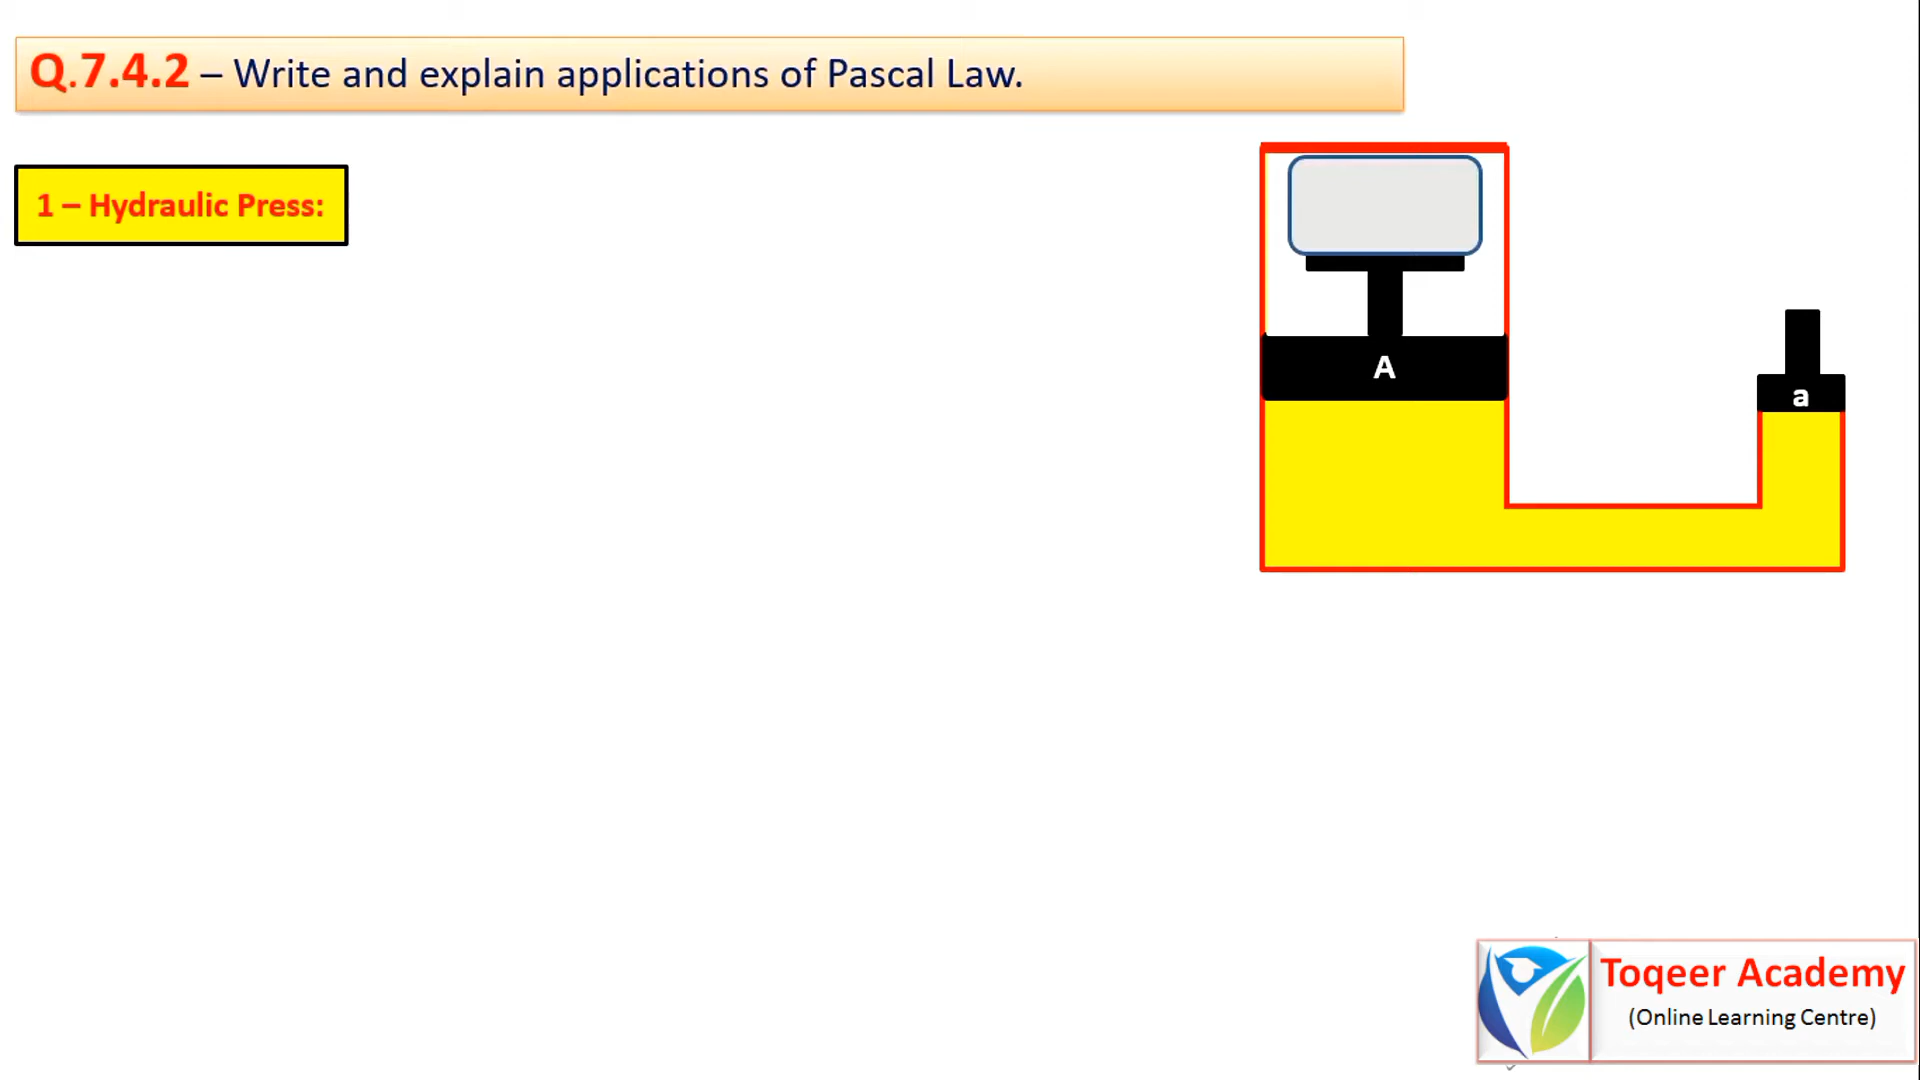 Q.7.4.2 – Write and explain applications of Pascal Law.
1 – Hydraulic Press:
A
a
Toqeer Academy
(Online Learning Centre)